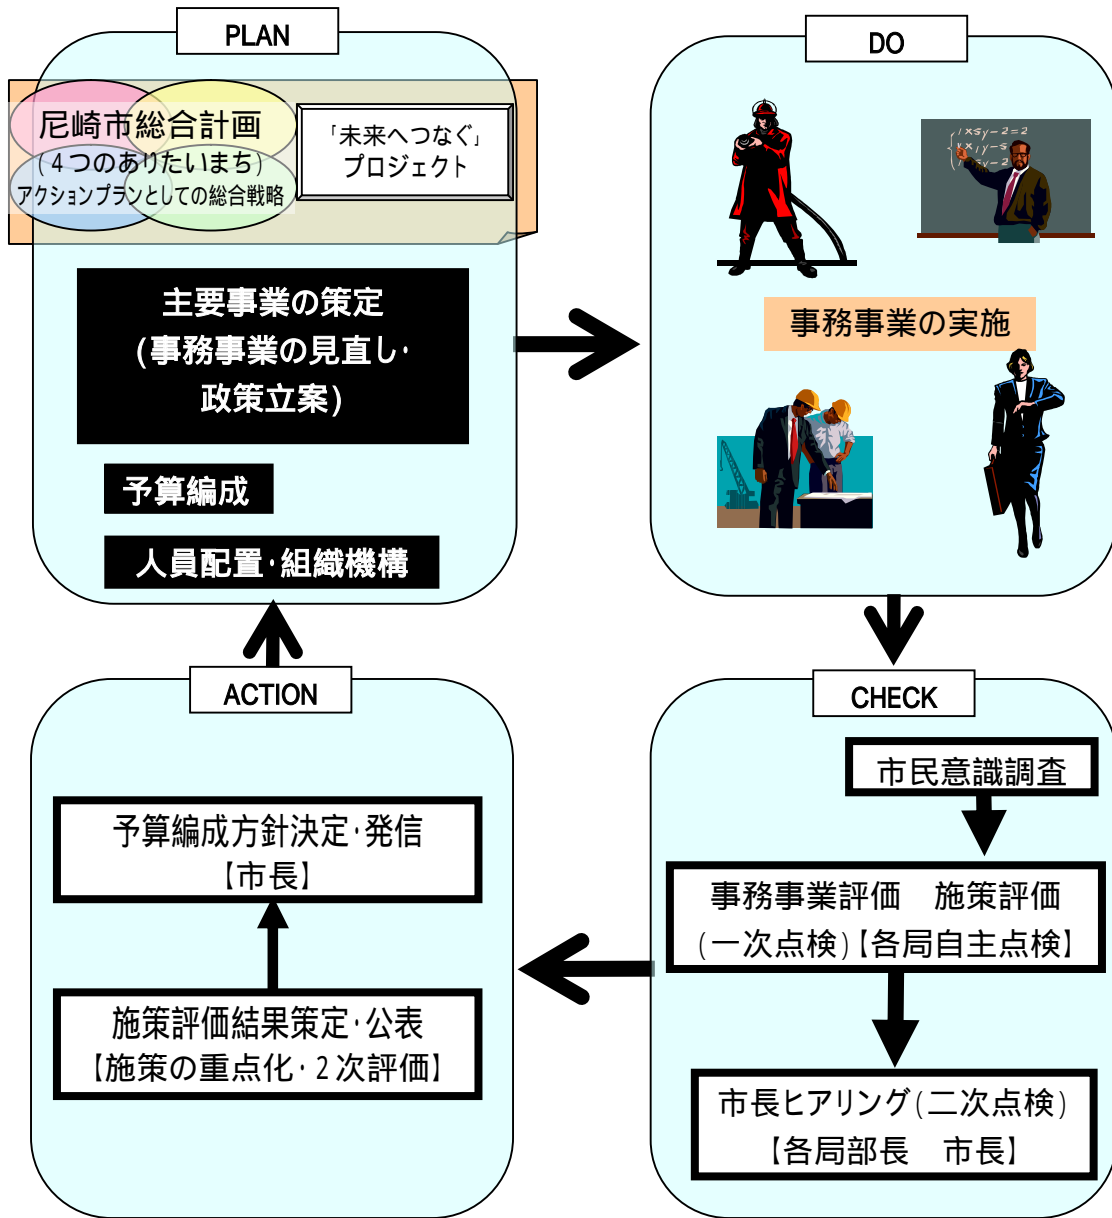 PLAN
尼崎市総合計画
(4つのありたいまち)
アクションプランとしての総合戦略
「未来へつなぐ」
プロジェクト
主要事業の策定
(事務事業の見直し・
政策立案)
予算編成
人員配置・組織機構
DO
1×5y-2=2
事務事業の実施
CHECK
市民意識調査
事務事業評価　施策評価
(一次点検)【各局自主点検】
市長ヒアリング(二次点検)
【各局部長　市長】
ACTION
予算編成方針決定・発信
【市長】
施策評価結果策定・公表
【施策の重点化・2次評価】